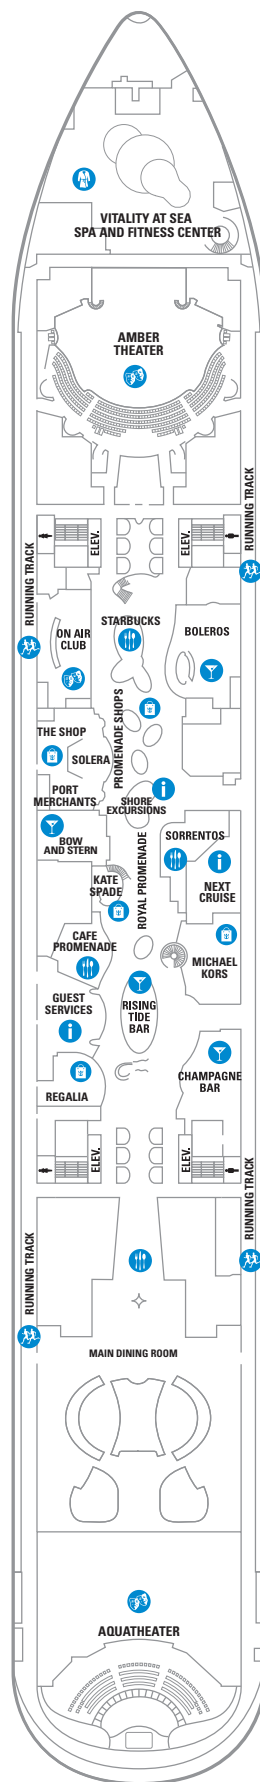 VITALITY AT SEA
SPA AND FITNESS CENTER
AMBER
THEATER
RUNNING TRACK
ELEV.
ELEV.
RUNNING TRACK
STARBUCKS
ON AIR
CLUB
BOLEROS
PROMENADE SHOPS
THE SHOP
SOLERA
PORT
MERCHANTS
SHORE
EXCURSIONS
BOW
AND STERN
ROYAL PROMENADE
SORRENTOS
KATE
SPADE
NEXT
CRUISE
CAFE
PROMENADE
MICHAEL
KORS
GUEST
SERVICES
RISING
TIDE
BAR
REGALIA
CHAMPAGNE
BAR
ELEV.
ELEV.
RUNNING TRACK
RUNNING TRACK
MAIN DINING ROOM
AQUATHEATER